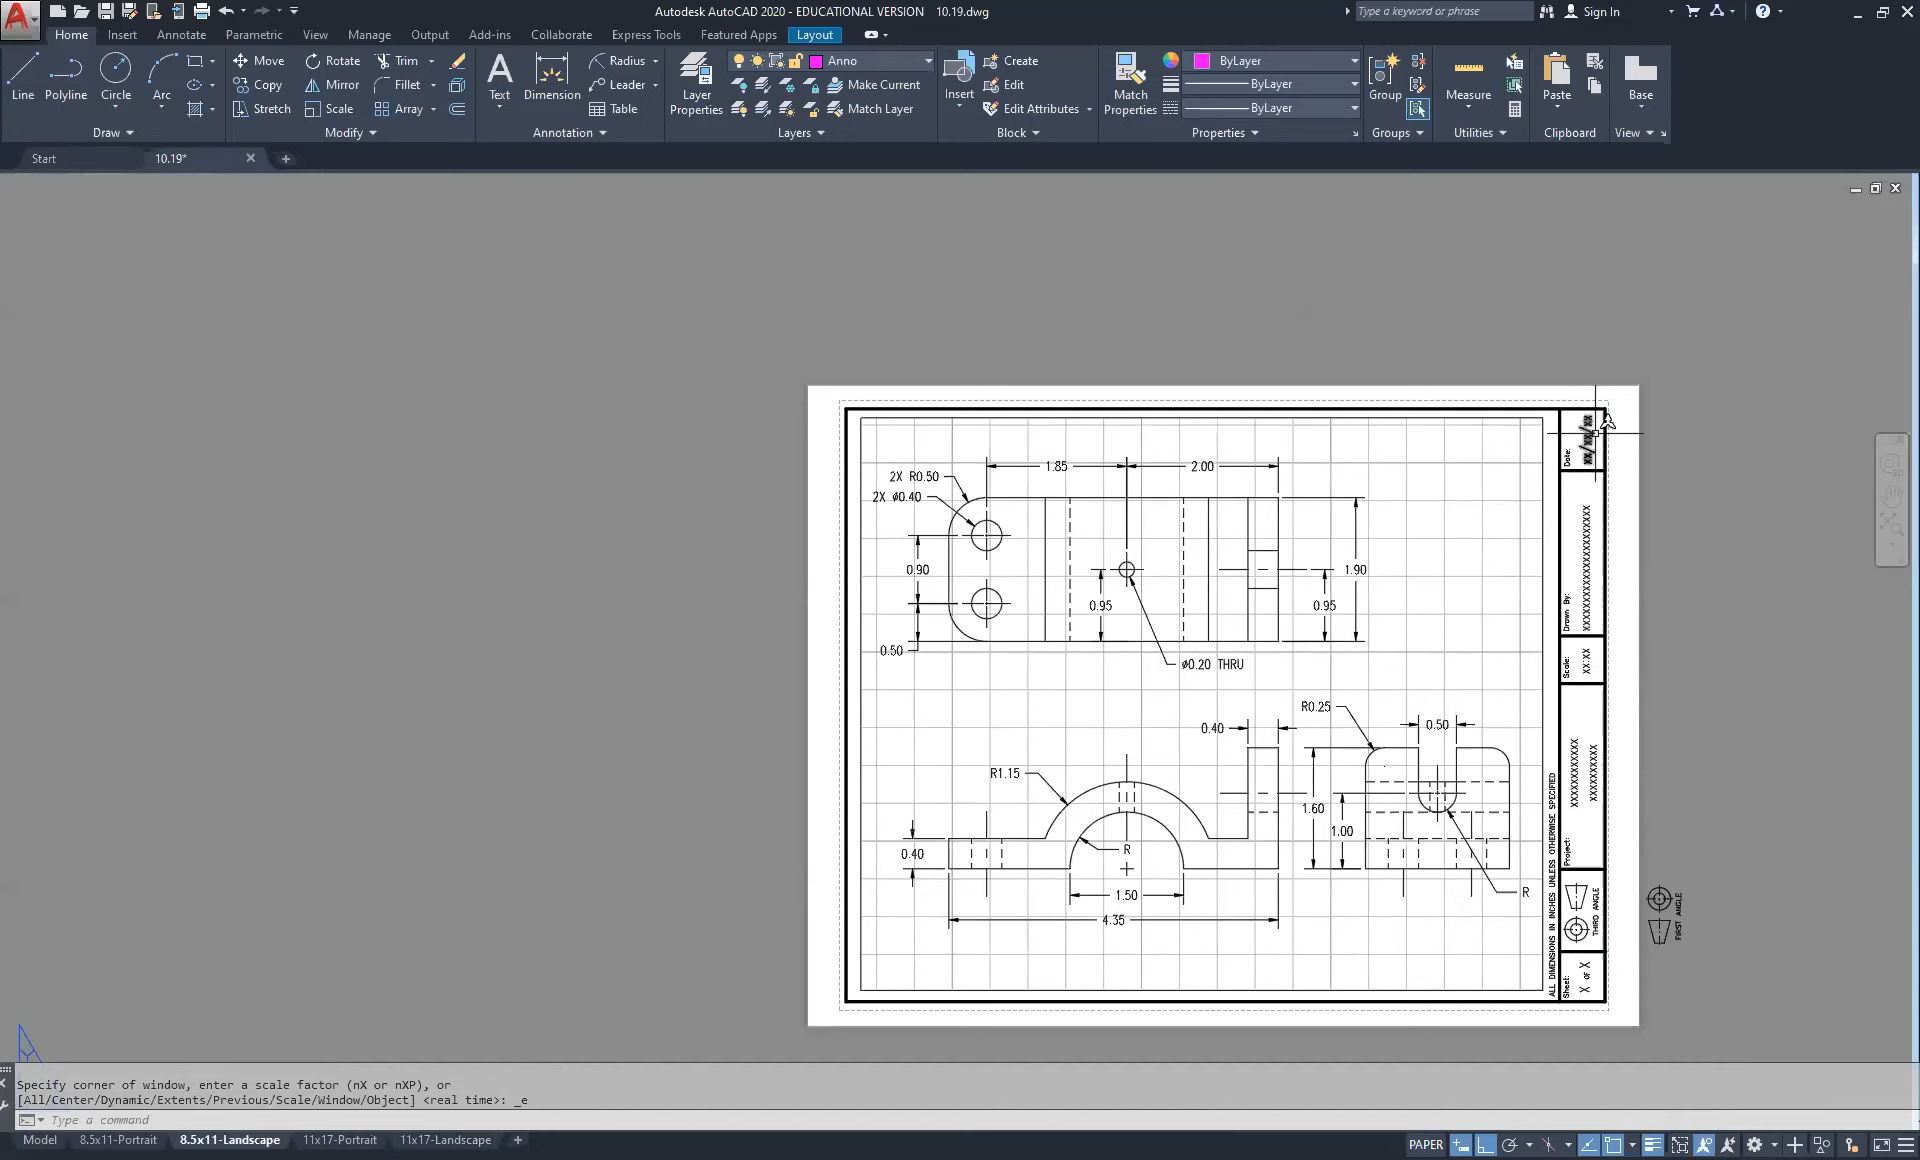 Autodesk AutoCAD 2020 - EDUCATIONAL VERSION 10.19.dwg
Type a keyword or phrase
Sign In
Home Insert Annotate Parametric View Manage Output Add-ins Collaborate Express Tools Featured Apps Layout
Line
Polyline
Circle
Arc
Move Rotate Trim
Copy Mirror Fillet
Stretch Scale Array
Text
Dimension
Radius
Leader
Table
Layer
Properties
Anno
Make Current
Match Layer
Insert
Create
Edit
Edit Attributes
Match
Properties
ByLayer
ByLayer
ByLayer
Group
Measure
Paste
Base
Draw Modify Annotation Layers Block Properties Groups Utilities Clipboard View
Start 10.19*
1.85 2.00
2X R0.50
2X ø0.40
0.90
0.50
0.95
0.95
1.90
ø0.20 THRU
R0.25
0.50
0.40
R1.15
1.60
1.00
0.40
R
R
1.50
4.35
Date:
XX/XX/XX
Drawn By:
XXXXXXXXXXXXXXXXXXXXXXXX
Scale:
XX:XX
Project:
XXXXXXXXXXXXX
XXXXXXXXXX
ALL DIMENSIONS IN INCHES UNLESS OTHERWISE SPECIFIED
THIRD ANGLE
FIRST ANGLE
Sheet:
X OF X
Specify corner of window, enter a scale factor (nX or nXP), or
[All/Center/Dynamic/Extents/Previous/Scale/Window/Object] <real time>: _e
Type a command
Model 8.5x11-Portrait 8.5x11-Landscape 11x17-Portrait 11x17-Landscape
PAPER